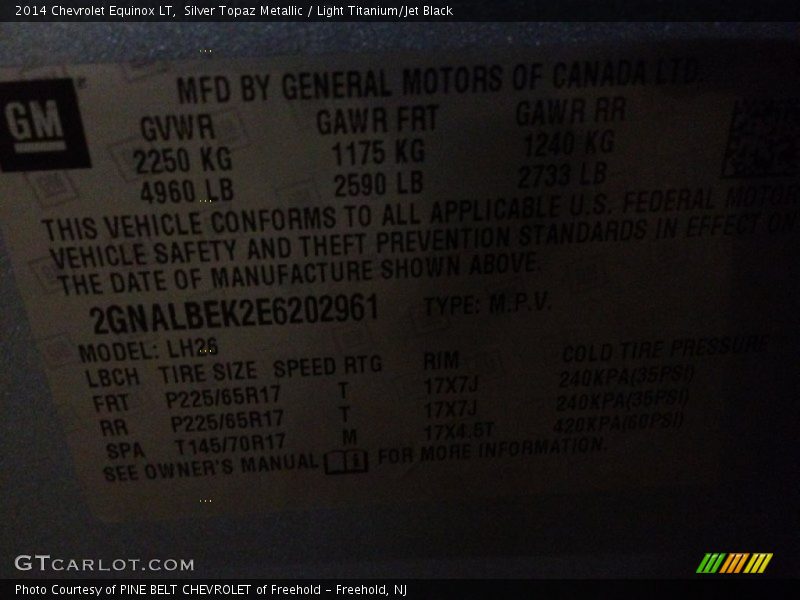 2014 Chevrolet Equinox LT,  Silver Topaz Metallic / Light Titanium/Jet Black
MFD BY GENERAL MOTORS OF CANADA LTD.
GM
GVWR GAWR FRT GAWR RR
2250 KG 1175 KG 1240 KG
4960 LB 2590 LB 2733 LB
THIS VEHICLE CONFORMS TO ALL APPLICABLE U.S. FEDERAL MOTOR
VEHICLE SAFETY AND THEFT PREVENTION STANDARDS IN EFFECT ON
THE DATE OF MANUFACTURE SHOWN ABOVE.
2GNALBEK2E6202961 TYPE: M.P.V.
MODEL: LH26
LBCH TIRE SIZE SPEED RTG RIM COLD TIRE PRESSURE
FRT P225/65R17 T 17X7J 240KPA(35PSI)
RR P225/65R17 T 17X7J 240KPA(35PSI)
SPA T145/70R17 M 17X4.5T 420KPA(60PSI)
SEE OWNER'S MANUAL FOR MORE INFORMATION.
GTCARLOT.COM
Photo Courtesy of PINE BELT CHEVROLET of Freehold – Freehold, NJ